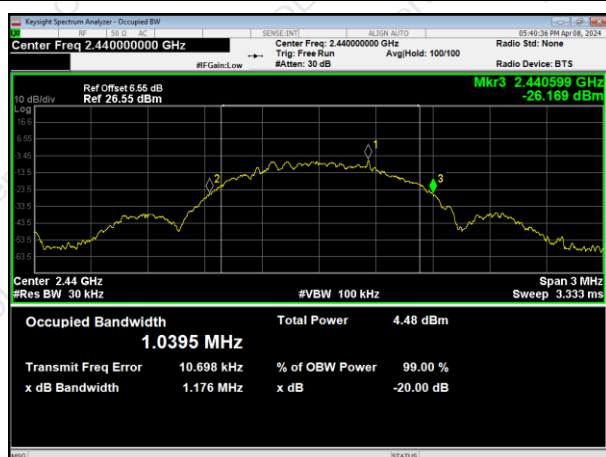 Keysight Spectrum Analyzer - Occupied BW
RF 50 Ω AC SENSE:INT ALIGN AUTO 05:40:36 PM Apr 08, 2024
Center Freq 2.440000000 GHz Center Freq: 2.440000000 GHz Radio Std: None
Trig: Free Run Avg|Hold: 100/100
#IFGain:Low #Atten: 30 dB Radio Device: BTS
Mkr3 2.440599 GHz
-26.169 dBm
Ref Offset 6.55 dB
10 dB/div Ref 26.55 dBm
Log
16.6
6.55
-3.45
-13.5
-23.5
-33.5
-43.5
-53.5
-63.5
1
2
3
Center 2.44 GHz Span 3 MHz
#Res BW 30 kHz #VBW 100 kHz Sweep 3.333 ms
Occupied Bandwidth Total Power 4.48 dBm
1.0395 MHz
Transmit Freq Error 10.698 kHz % of OBW Power 99.00 %
x dB Bandwidth 1.176 MHz x dB -20.00 dB
MSG STATUS